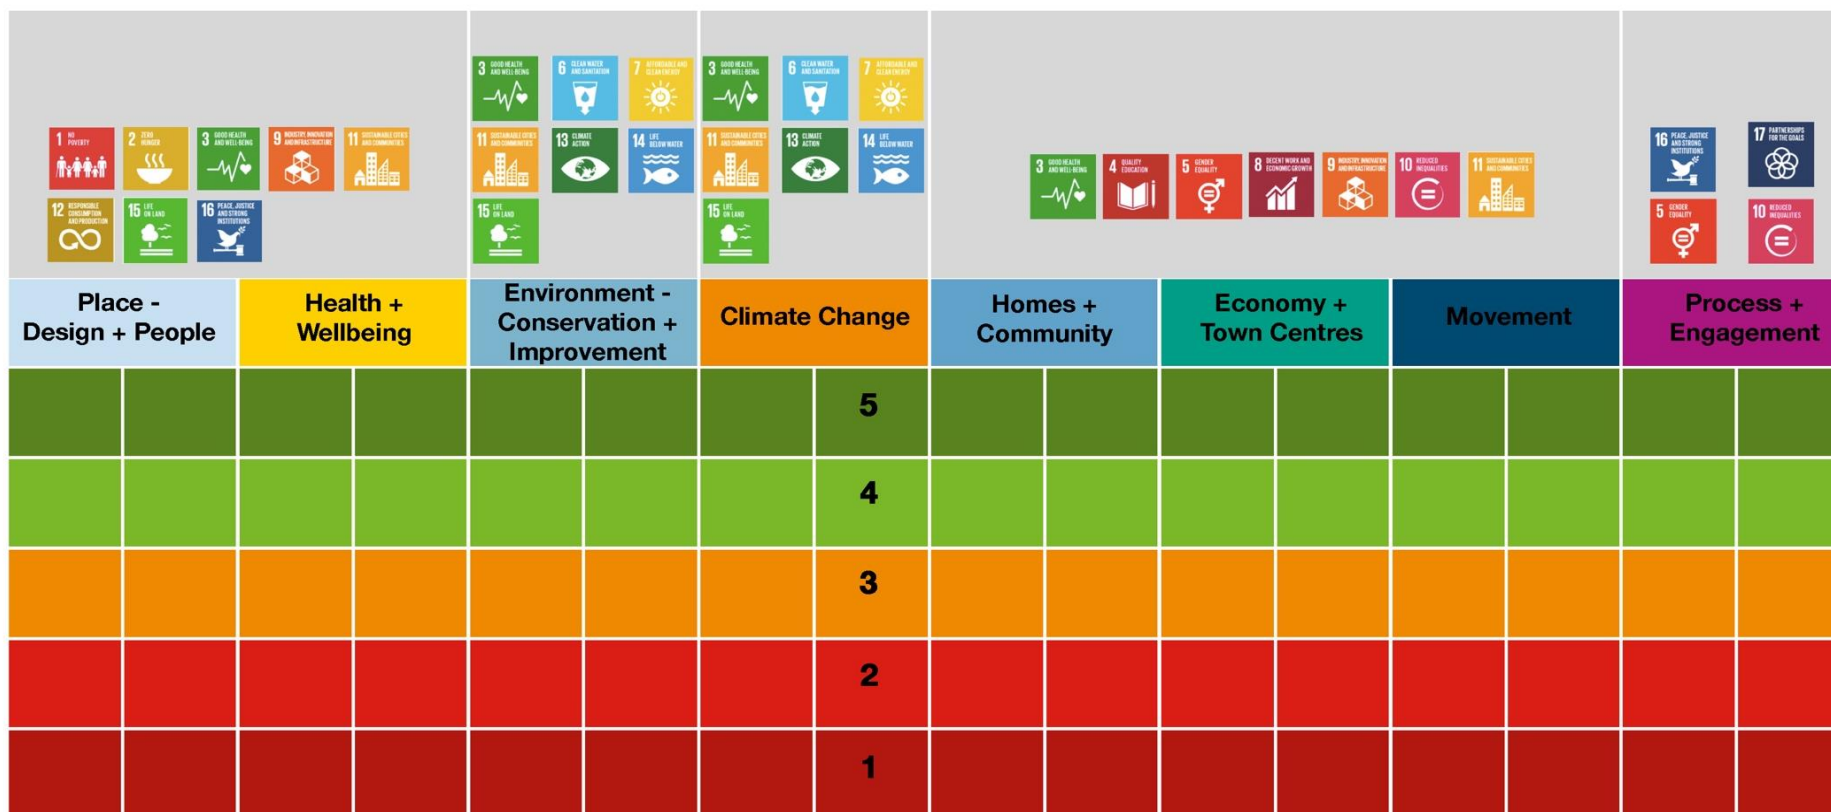 3 GOOD HEALTH
AND WELL-BEING
6 CLEAN WATER
AND SANITATION
7 AFFORDABLE AND
CLEAN ENERGY
3 GOOD HEALTH
AND WELL-BEING
6 CLEAN WATER
AND SANITATION
7 AFFORDABLE AND
CLEAN ENERGY
1 NO
POVERTY
2 ZERO
HUNGER
3 GOOD HEALTH
AND WELL-BEING
9 INDUSTRY, INNOVATION
AND INFRASTRUCTURE
11 SUSTAINABLE CITIES
AND COMMUNITIES
11 SUSTAINABLE CITIES
AND COMMUNITIES
13 CLIMATE
ACTION
14 LIFE
BELOW WATER
11 SUSTAINABLE CITIES
AND COMMUNITIES
13 CLIMATE
ACTION
14 LIFE
BELOW WATER
3 GOOD HEALTH
AND WELL-BEING
4 QUALITY
EDUCATION
5 GENDER
EQUALITY
8 DECENT WORK AND
ECONOMIC GROWTH
9 INDUSTRY, INNOVATION
AND INFRASTRUCTURE
10 REDUCED
INEQUALITIES
11 SUSTAINABLE CITIES
AND COMMUNITIES
16 PEACE, JUSTICE
AND STRONG
INSTITUTIONS
17 PARTNERSHIPS
FOR THE GOALS
12 RESPONSIBLE
CONSUMPTION
AND PRODUCTION
15 LIFE
ON LAND
16 PEACE, JUSTICE
AND STRONG
INSTITUTIONS
15 LIFE
ON LAND
15 LIFE
ON LAND
5 GENDER
EQUALITY
10 REDUCED
INEQUALITIES
Place -
Design + People
Health +
Wellbeing
Environment -
Conservation +
Improvement
Climate Change
Homes +
Community
Economy +
Town Centres
Movement
Process +
Engagement
5
4
3
2
1